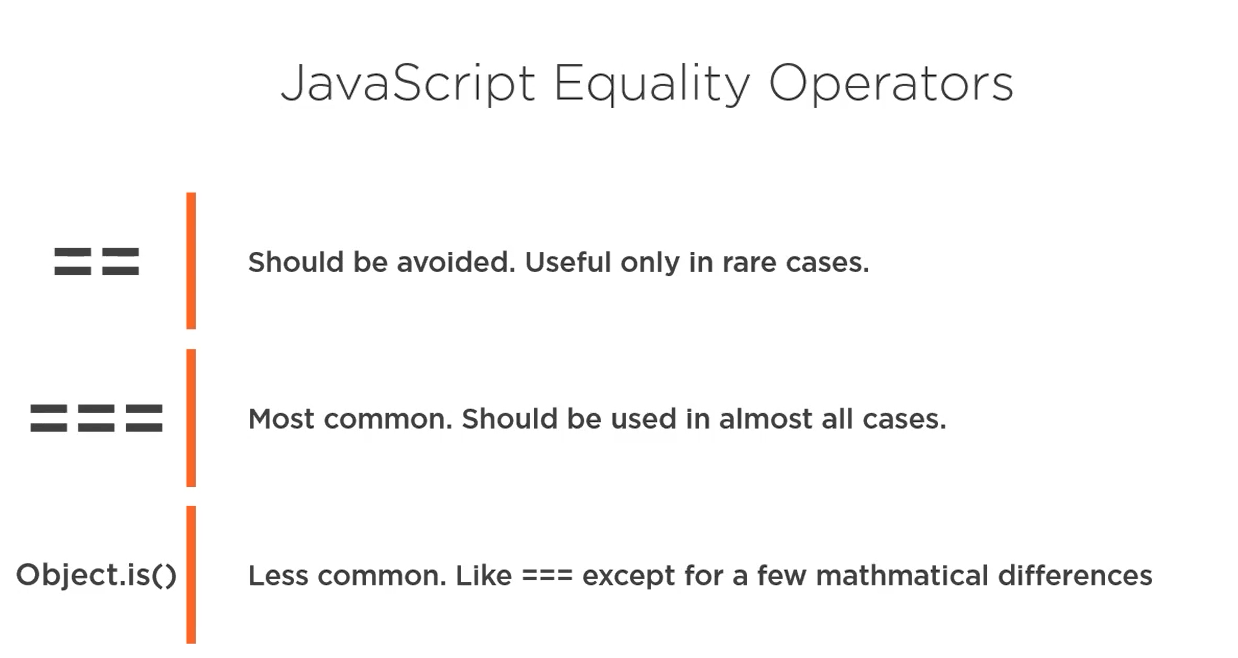 JavaScript Equality Operators
==
Should be avoided. Useful only in rare cases.
===
Most common. Should be used in almost all cases.
Object.is()
Less common. Like === except for a few mathmatical differences